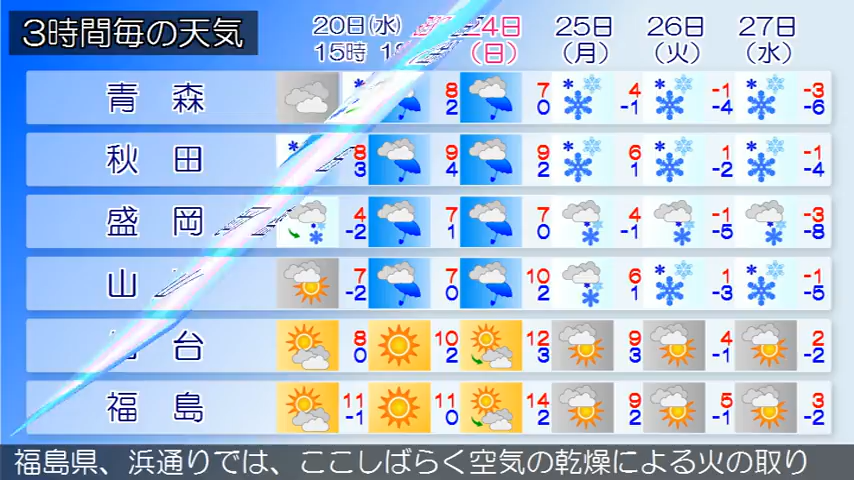 3時間毎の天気
20日(水) 24日 25日 26日 27日
15時 (日) (月) (火) (水)
青 森 8 2 7 0 4 -1 -1 -4 -3 -6
秋 田 8 3 9 4 9 2 6 1 1 -2 -1 -4
盛 岡 4 -2 7 1 7 0 4 -1 -1 -5 -3 -8
山 7 -2 7 0 10 2 6 1 1 -3 -1 -5
台 8 0 10 2 12 3 9 3 4 -1 2 -2
福 島 11 -1 11 0 14 2 9 2 5 -1 3 -2
福島県、浜通りでは、ここしばらく空気の乾燥による火の取り